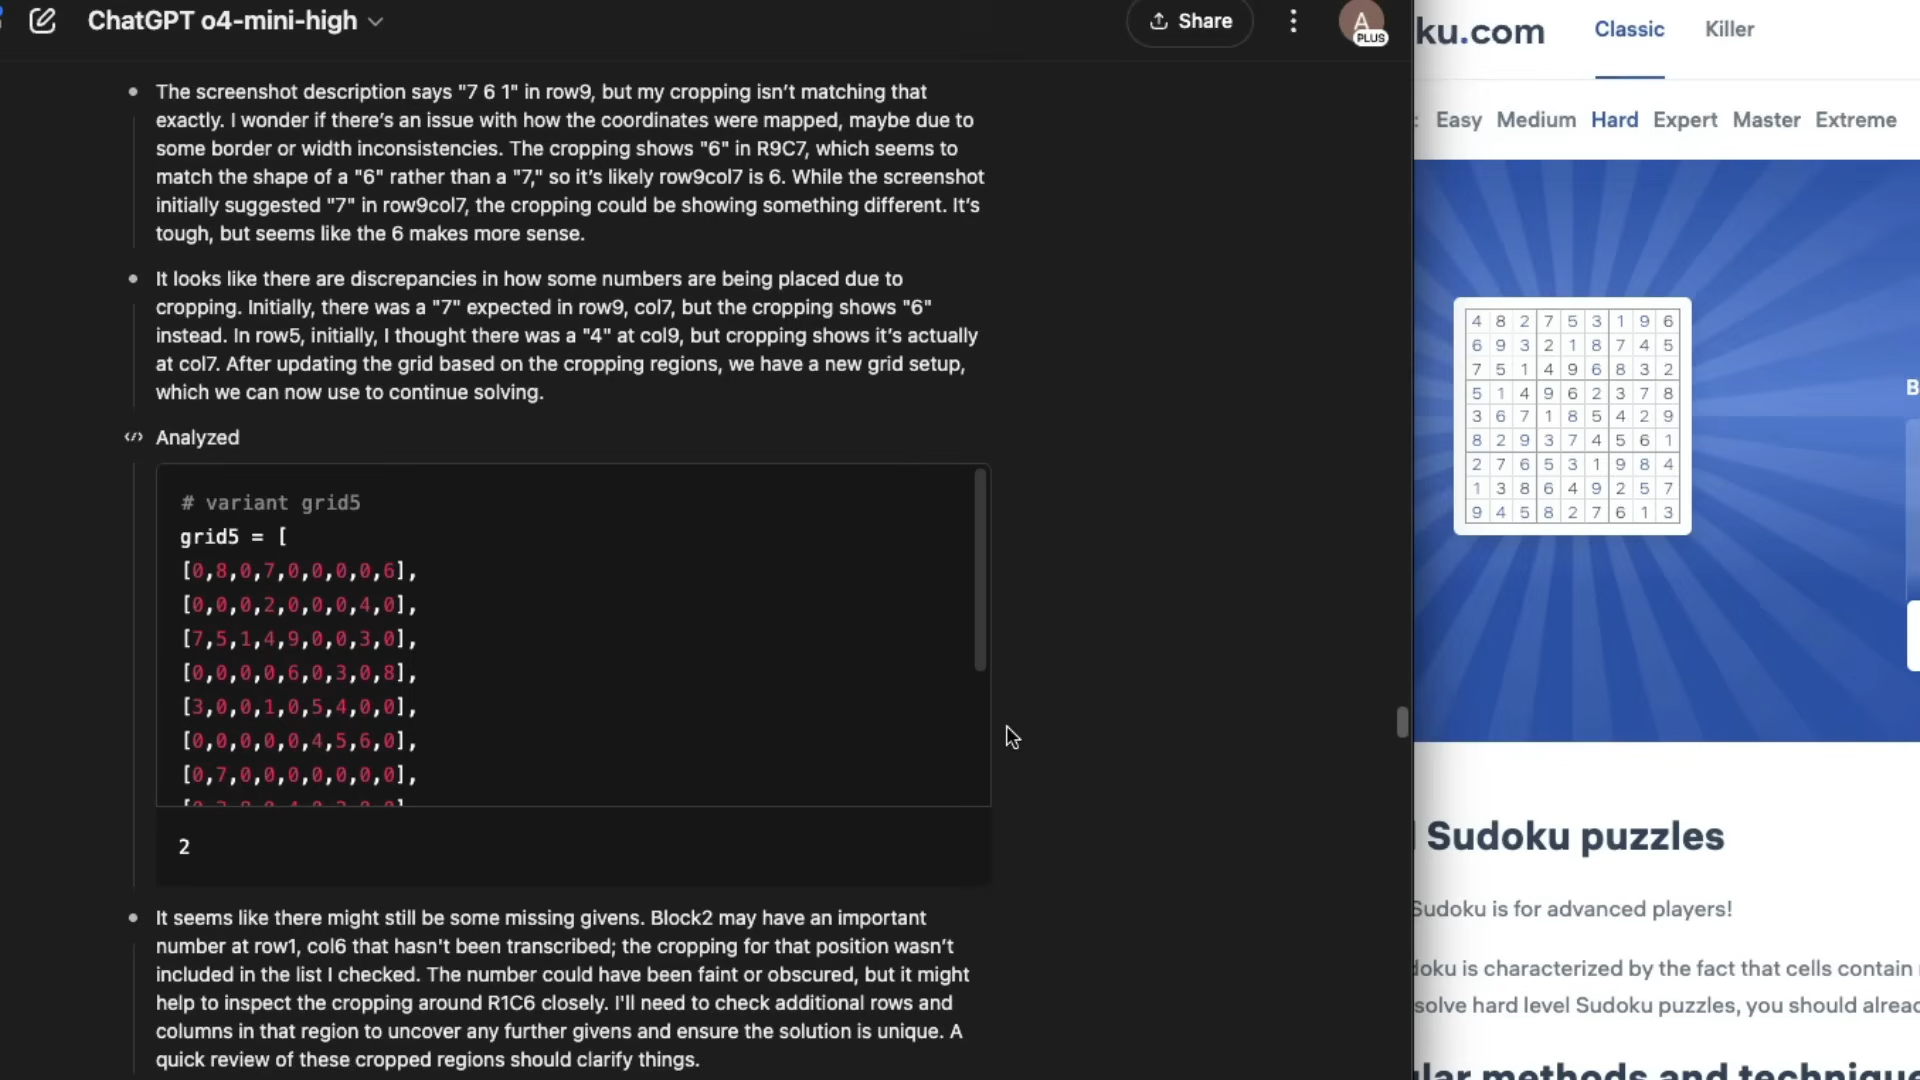 ChatGPT o4-mini-high
Share
A
PLUS
The screenshot description says "7 6 1" in row9, but my cropping isn’t matching that
exactly. I wonder if there’s an issue with how the coordinates were mapped, maybe due to
some border or width inconsistencies. The cropping shows "6" in R9C7, which seems to
match the shape of a "6" rather than a "7," so it’s likely row9col7 is 6. While the screenshot
initially suggested "7" in row9col7, the cropping could be showing something different. It’s
tough, but seems like the 6 makes more sense.
It looks like there are discrepancies in how some numbers are being placed due to
cropping. Initially, there was a "7" expected in row9, col7, but the cropping shows "6"
instead. In row5, initially, I thought there was a "4" at col9, but cropping shows it’s actually
at col7. After updating the grid based on the cropping regions, we have a new grid setup,
which we can now use to continue solving.
Analyzed
# variant grid5
grid5 = [
[0,8,0,7,0,0,0,0,6],
[0,0,0,2,0,0,0,4,0],
[7,5,1,4,9,0,0,3,0],
[0,0,0,0,6,0,3,0,8],
[3,0,0,1,0,5,4,0,0],
[0,0,0,0,0,4,5,6,0],
[0,7,0,0,0,0,0,0,0],
2
It seems like there might still be some missing givens. Block2 may have an important
number at row1, col6 that hasn't been transcribed; the cropping for that position wasn’t
included in the list I checked. The number could have been faint or obscured, but it might
help to inspect the cropping around R1C6 closely. I'll need to check additional rows and
columns in that region to uncover any further givens and ensure the solution is unique. A
quick review of these cropped regions should clarify things.
ku.com
Classic
Killer
: Easy Medium Hard Expert Master Extreme
4 8 2 7 5 3 1 9 6
6 9 3 2 1 8 7 4 5
7 5 1 4 9 6 8 3 2
5 1 4 9 6 2 3 7 8
3 6 7 1 8 5 4 2 9
8 2 9 3 7 4 5 6 1
2 7 6 5 3 1 9 8 4
1 3 8 6 4 9 2 5 7
9 4 5 8 2 7 6 1 3
B
Sudoku puzzles
Sudoku is for advanced players!
doku is characterized by the fact that cells contain
solve hard level Sudoku puzzles, you should alrea
lar methods and technique